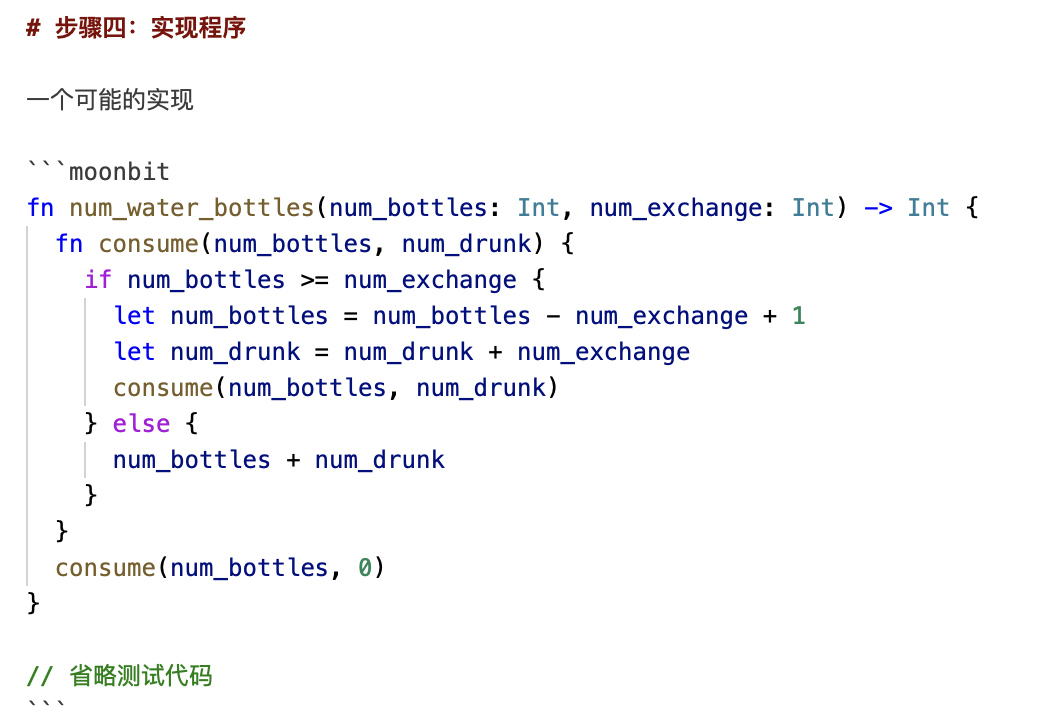 # 步骤四：实现程序
一个可能的实现
```moonbit
fn num_water_bottles(num_bottles: Int, num_exchange: Int) -> Int {
  fn consume(num_bottles, num_drunk) {
    if num_bottles >= num_exchange {
      let num_bottles = num_bottles - num_exchange + 1
      let num_drunk = num_drunk + num_exchange
      consume(num_bottles, num_drunk)
    } else {
      num_bottles + num_drunk
    }
  }
  consume(num_bottles, 0)
}
// 省略测试代码
```